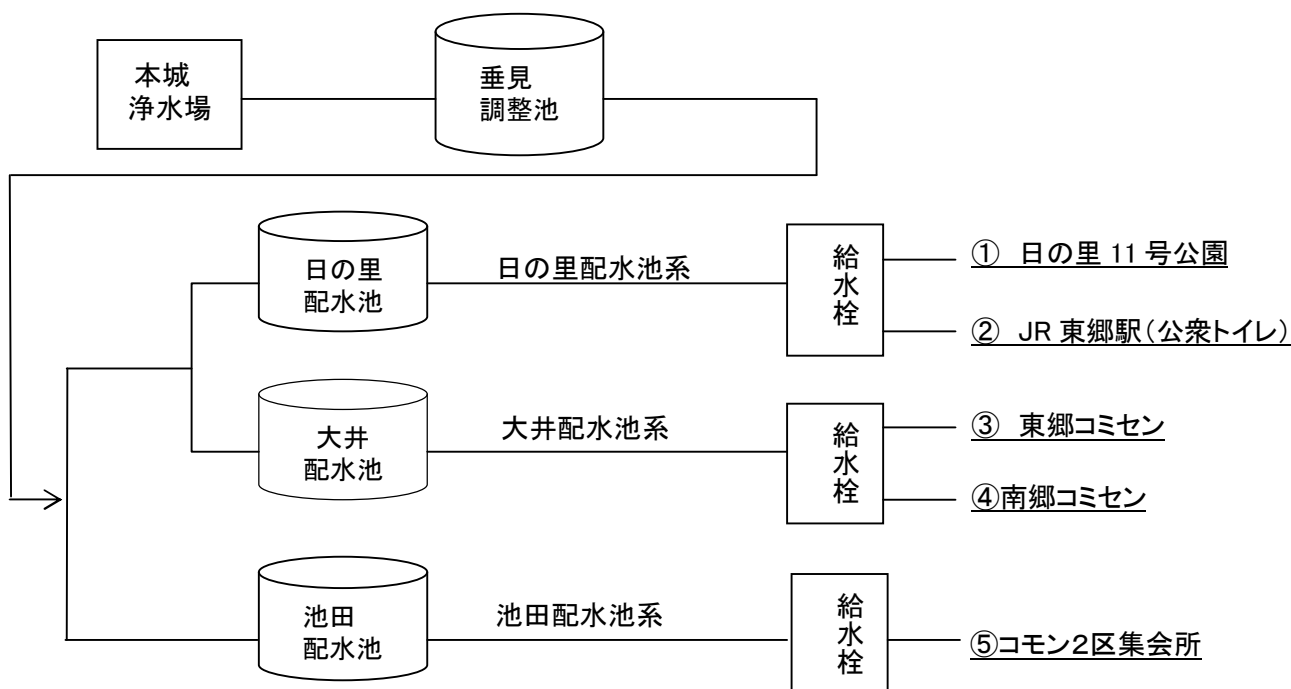 本城
浄水場
垂見
調整池
日の里
配水池
日の里配水池系
給水栓
① 日の里 11 号公園
② JR 東郷駅(公衆トイレ)
大井
配水池
大井配水池系
給水栓
③ 東郷コミセン
④南郷コミセン
池田
配水池
池田配水池系
給水栓
⑤コモン2区集会所